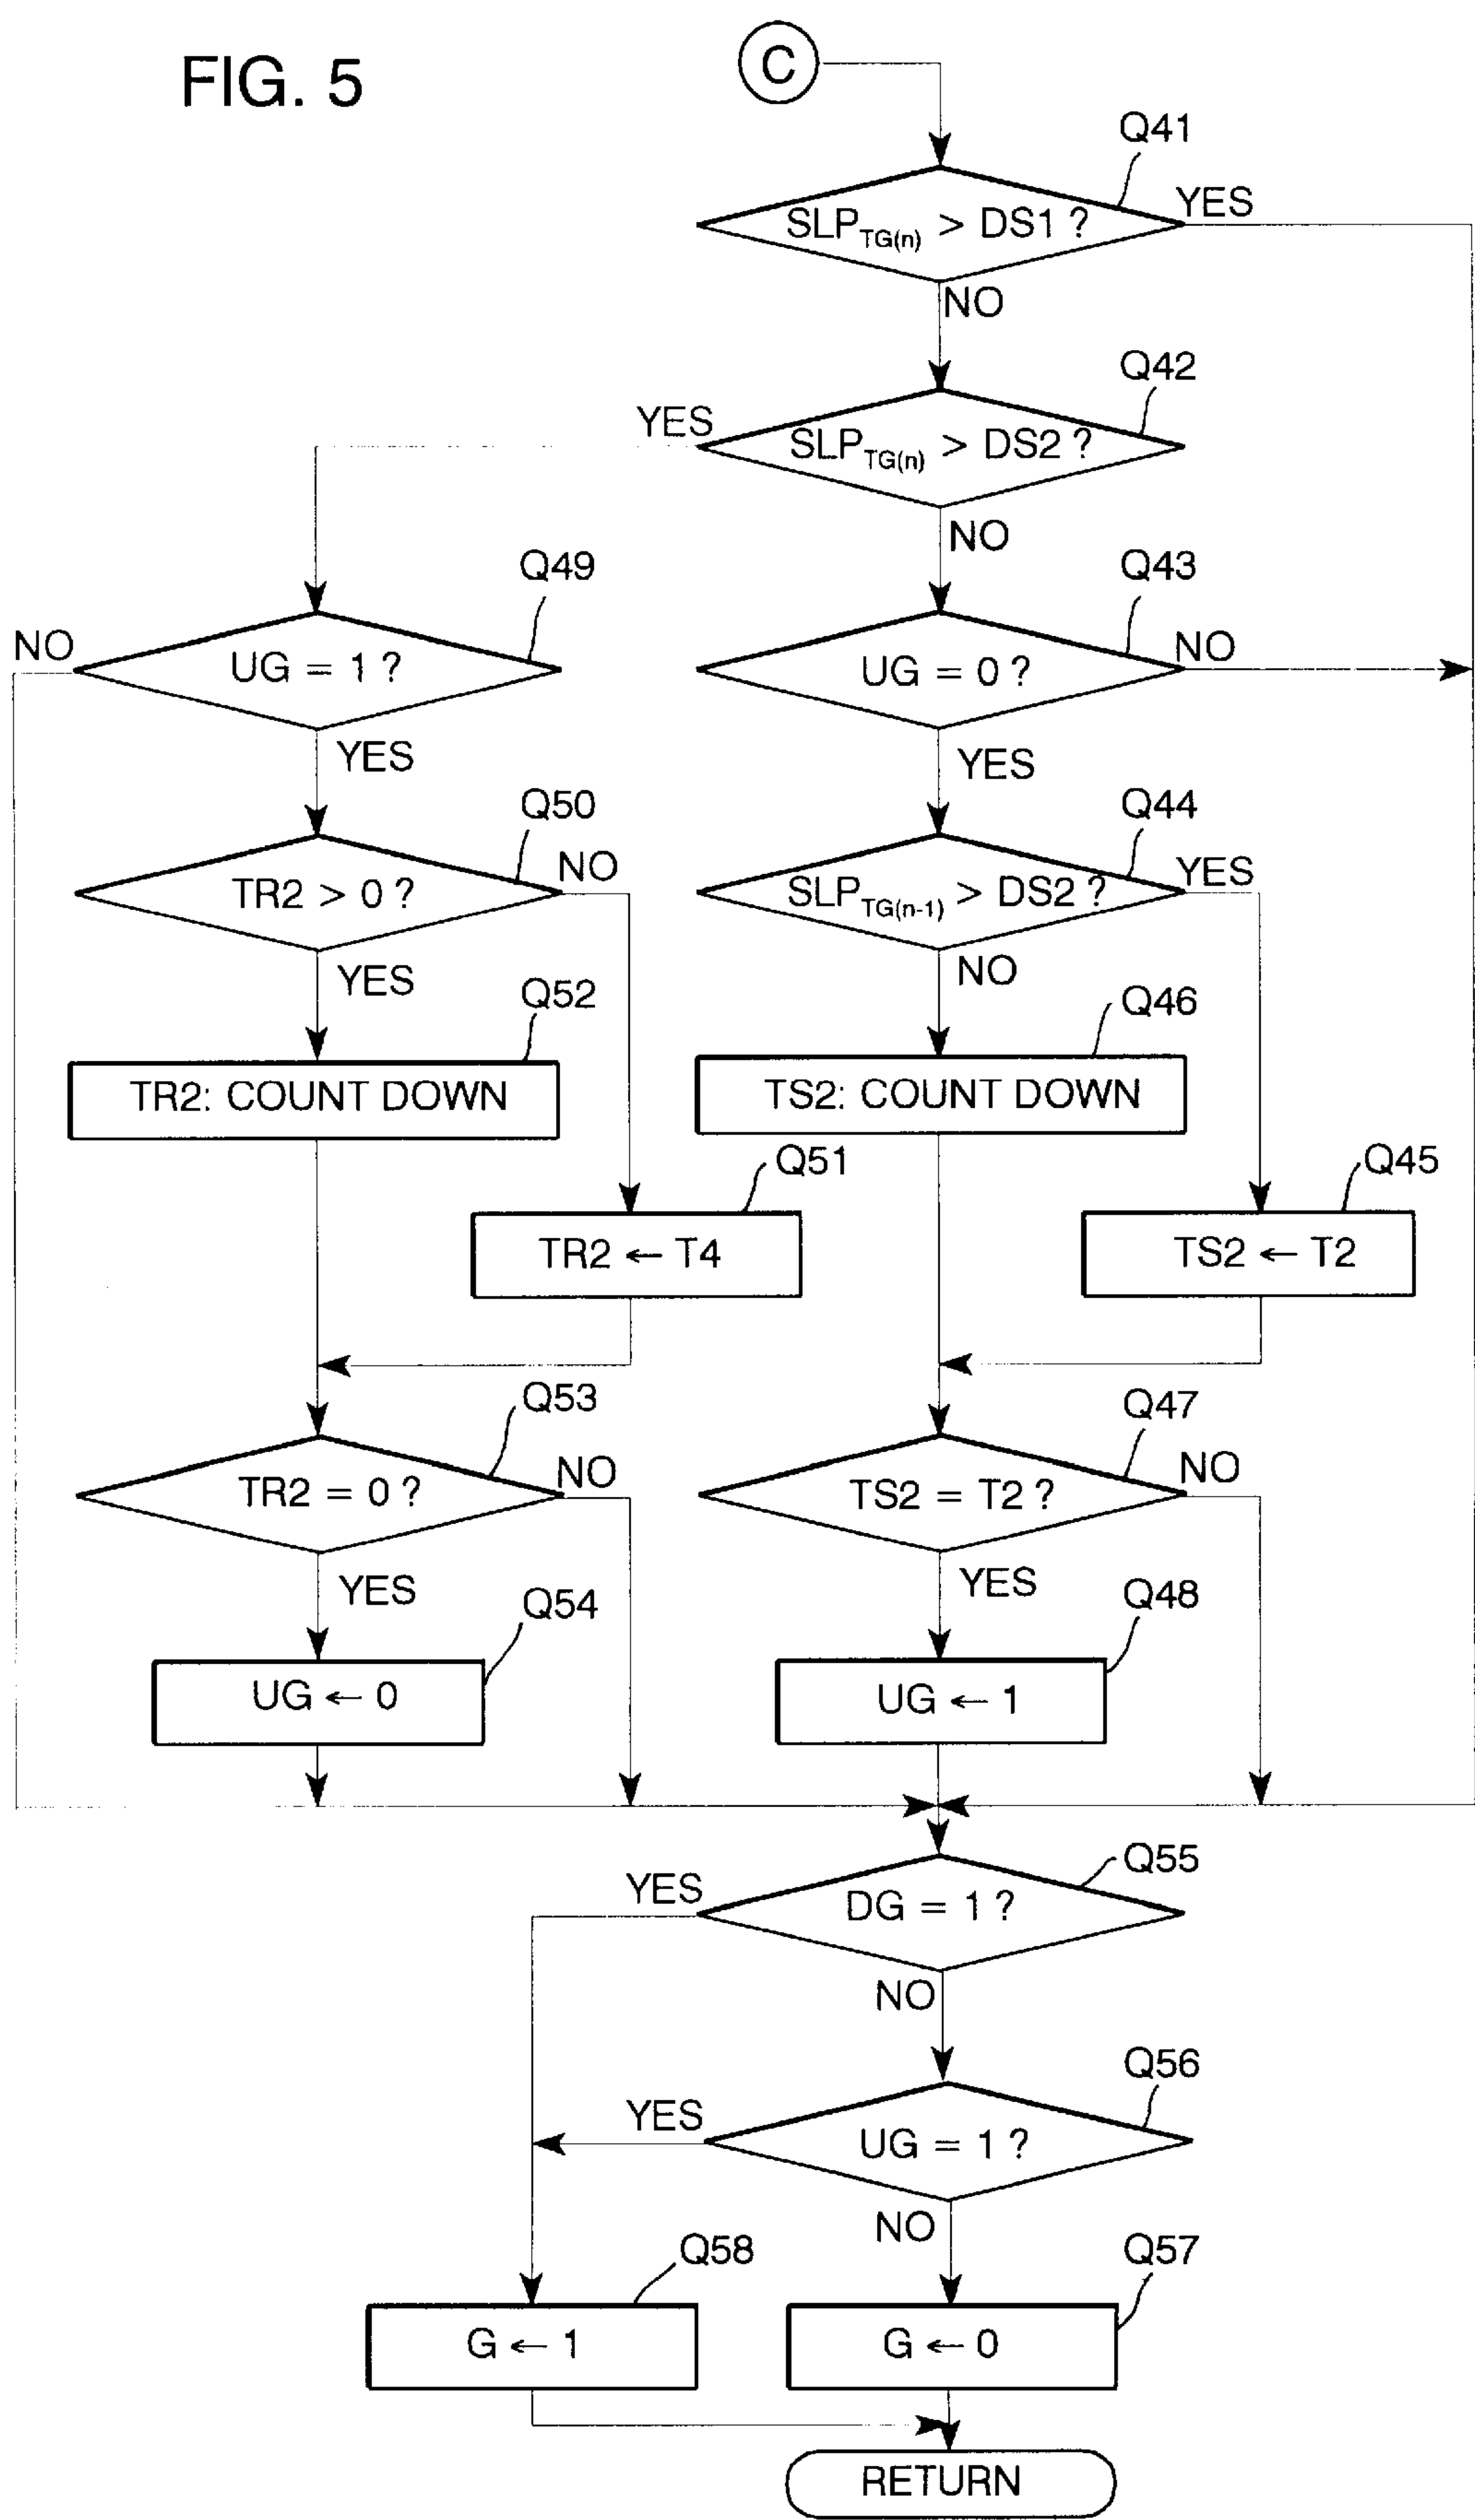 FIG. 5
C
Q41
SLP_TG(n) > DS1 ?
YES
NO
Q42
YES
SLP_TG(n) > DS2 ?
NO
Q49
Q43
NO
UG = 1 ?
UG = 0 ?
NO
YES
YES
Q50
Q44
TR2 > 0 ?
NO
SLP_TG(n-1) > DS2 ?
YES
YES
NO
Q52
Q46
TR2: COUNT DOWN
TS2: COUNT DOWN
Q51
Q45
TR2 ← T4
TS2 ← T2
Q53
Q47
TR2 = 0 ?
NO
TS2 = T2 ?
NO
YES
YES
Q54
Q48
UG ← 0
UG ← 1
Q55
YES
DG = 1 ?
NO
Q56
YES
UG = 1 ?
NO
Q58
Q57
G ← 1
G ← 0
RETURN